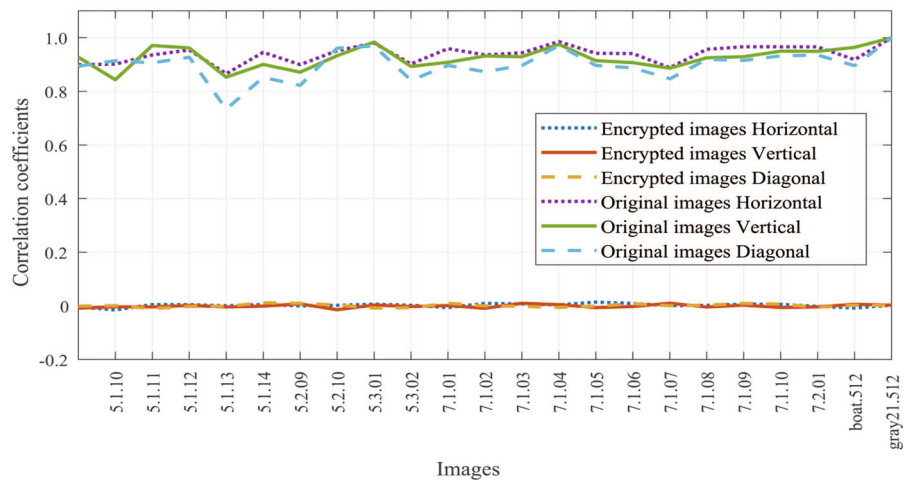 Correlation coefficients
1.0
0.8
0.6
0.4
0.2
0
-0.2
Encrypted images Horizontal
Encrypted images Vertical
Encrypted images Diagonal
Original images Horizontal
Original images Vertical
Original images Diagonal
5.1.10
5.1.11
5.1.12
5.1.13
5.1.14
5.2.09
5.2.10
5.3.01
5.3.02
7.1.01
7.1.02
7.1.03
7.1.04
7.1.05
7.1.06
7.1.07
7.1.08
7.1.09
7.1.10
7.2.01
boat.512
gray21.512
Images